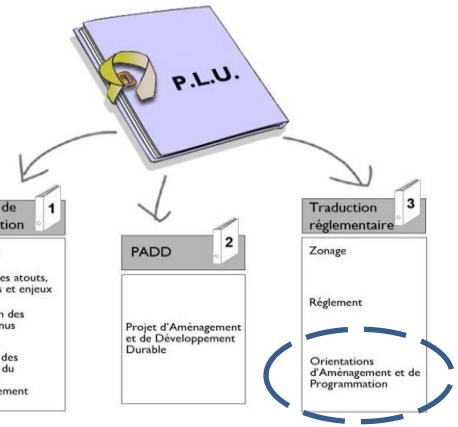 P.L.U.
de
tion
1
es atouts,
s et enjeux
n des
nus
des
du
ement
PADD
2
Projet d'Aménagement
et de Développement
Durable
Traduction
réglementaire
3
Zonage
Réglement
Orientations
d'Aménagement et de
Programmation